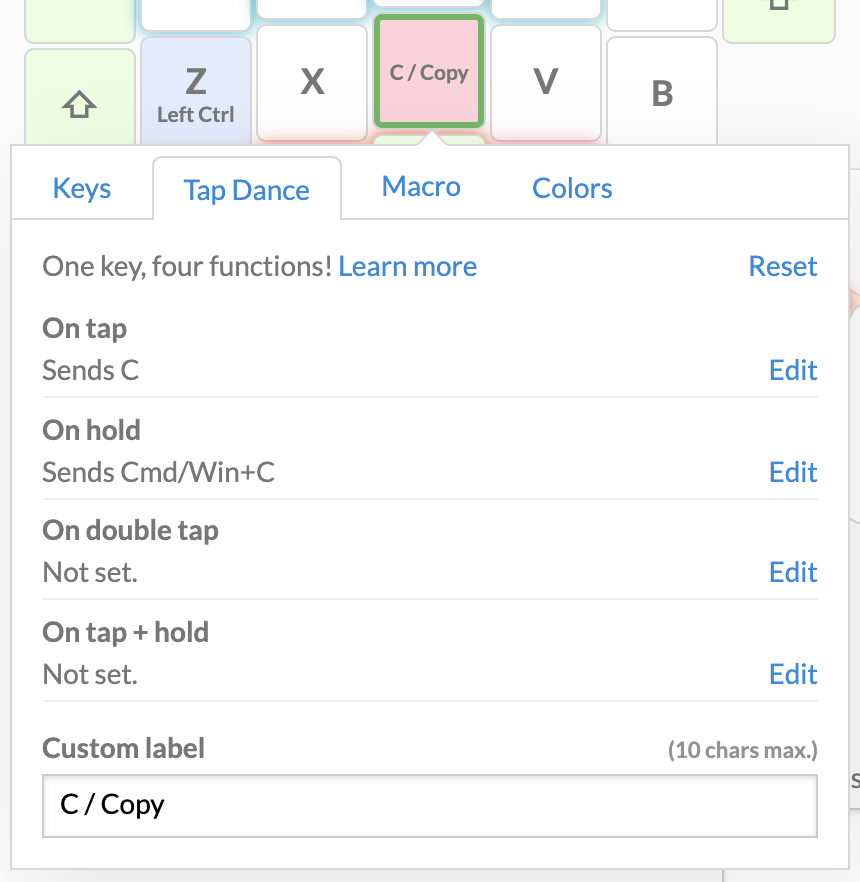 Z
Left Ctrl
X
C / Copy
V
B
Keys
Tap Dance
Macro
Colors
One key, four functions! Learn more
Reset
On tap
Sends C
Edit
On hold
Sends Cmd/Win+C
Edit
On double tap
Not set.
Edit
On tap + hold
Not set.
Edit
Custom label
(10 chars max.)
C / Copy